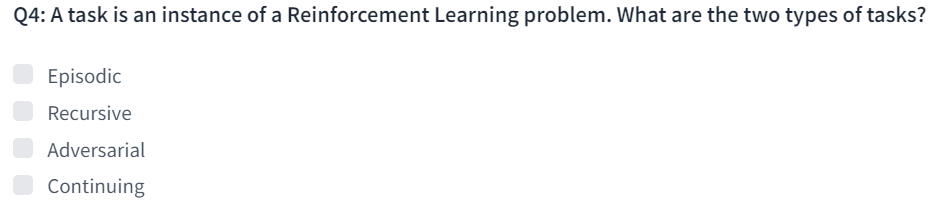 Q4: A task is an instance of a Reinforcement Learning problem. What are the two types of tasks?
Episodic
Recursive
Adversarial
Continuing